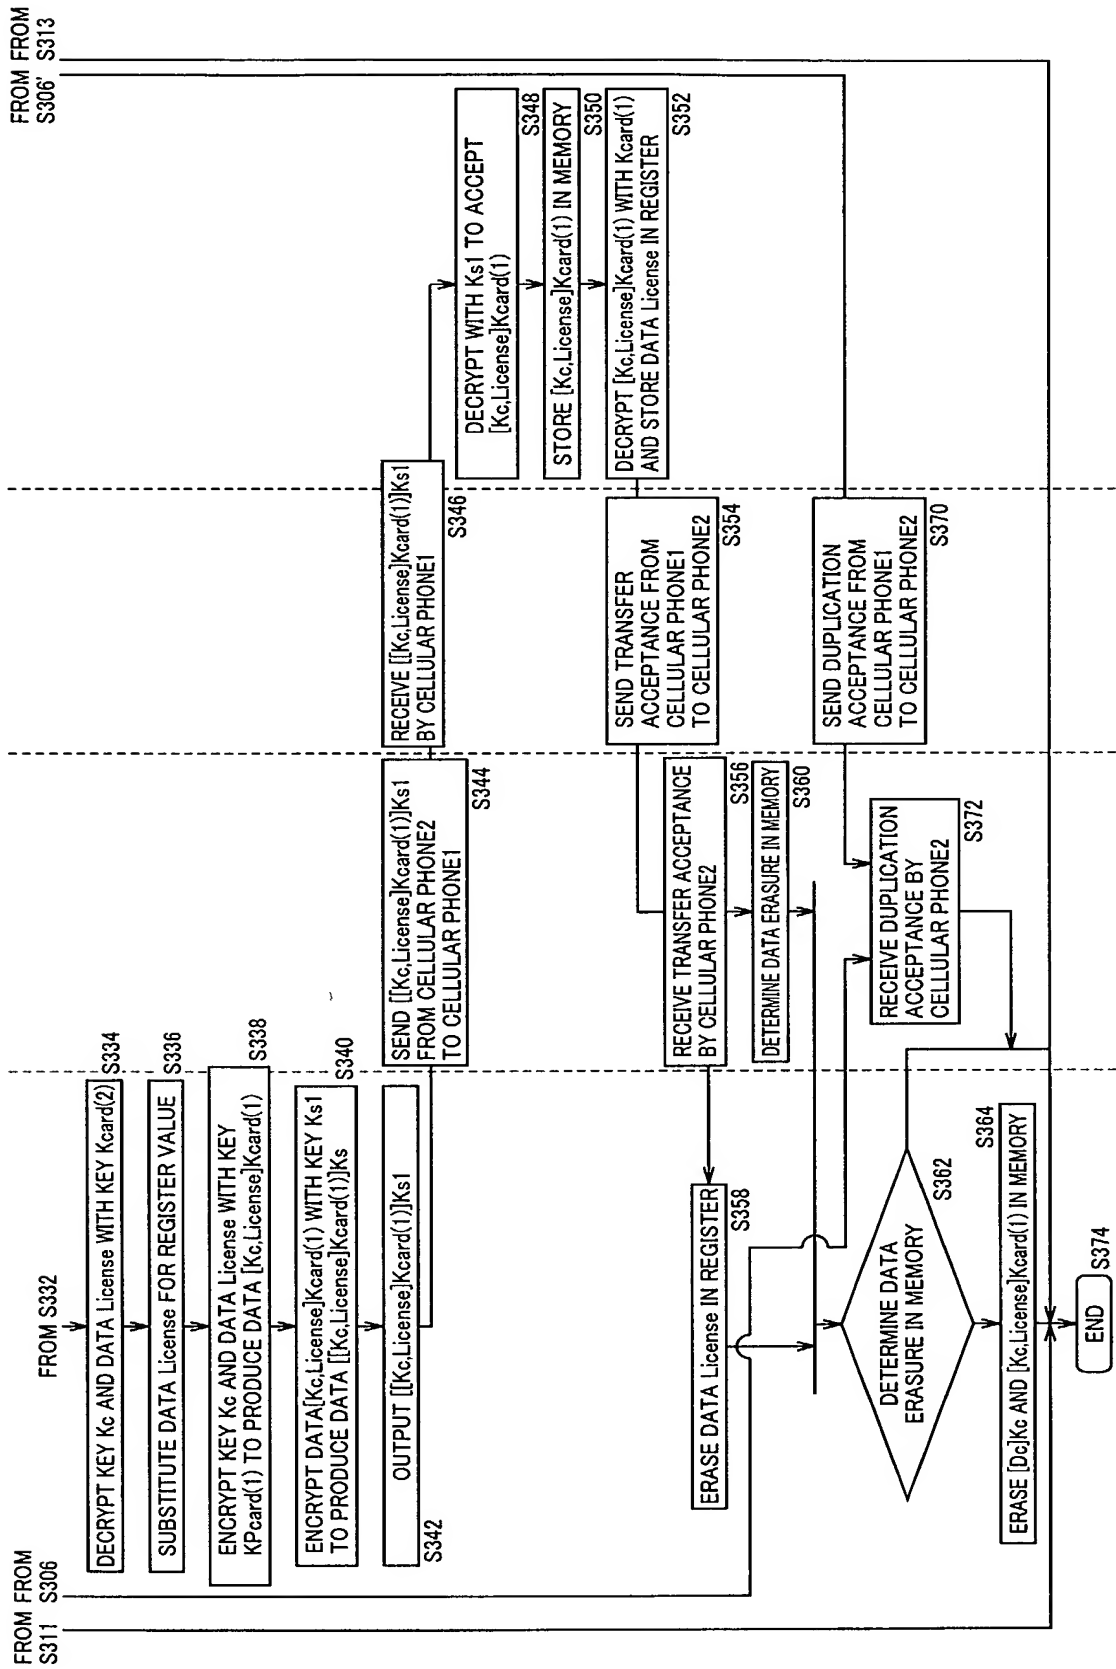 FROM FROM
S311 S306
FROM S332
FROM FROM
S306' S313
DECRYPT KEY Kc AND DATA License WITH KEY Kcard(2)
S334
SUBSTITUTE DATA License FOR REGISTER VALUE
S336
ENCRYPT KEY Kc AND DATA License WITH KEY
KPcard(1) TO PRODUCE DATA [Kc,License]Kcard(1)
S338
ENCRYPT DATA[Kc,License]Kcard(1) WITH KEY Ks1
TO PRODUCE DATA [[Kc,License]Kcard(1)]Ks
S340
OUTPUT [[Kc,License]Kcard(1)]Ks1
S342
SEND [[Kc,License]Kcard(1)]Ks1
FROM CELLULAR PHONE2
TO CELLULAR PHONE1
S344
RECEIVE [[Kc,License]Kcard(1)]Ks1
BY CELLULAR PHONE1
S346
DECRYPT WITH Ks1 TO ACCEPT
[Kc,License]Kcard(1)
S348
STORE [Kc,License]Kcard(1) IN MEMORY
S350
DECRYPT [Kc,License]Kcard(1) WITH Kcard(1)
AND STORE DATA License IN REGISTER
S352
SEND TRANSFER
ACCEPTANCE FROM
CELLULAR PHONE1
TO CELLULAR PHONE2
S354
RECEIVE TRANSFER ACCEPTANCE
BY CELLULAR PHONE2
S356
ERASE DATA License IN REGISTER
S358
DETERMINE DATA ERASURE IN MEMORY
S360
SEND DUPLICATION
ACCEPTANCE FROM
CELLULAR PHONE1
TO CELLULAR PHONE2
S370
RECEIVE DUPLICATION
ACCEPTANCE BY
CELLULAR PHONE2
S372
DETERMINE DATA
ERASURE IN MEMORY
S362
ERASE [Dc]Kc AND [Kc,License]Kcard(1) IN MEMORY
S364
END
S374